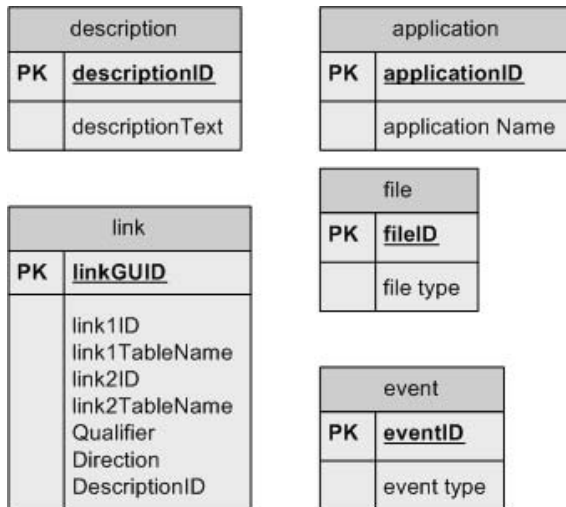 description
PK descriptionID
descriptionText
application
PK applicationID
application Name
file
PK fileID
file type
link
PK linkGUID
link1ID
link1TableName
link2ID
link2TableName
Qualifier
Direction
DescriptionID
event
PK eventID
event type